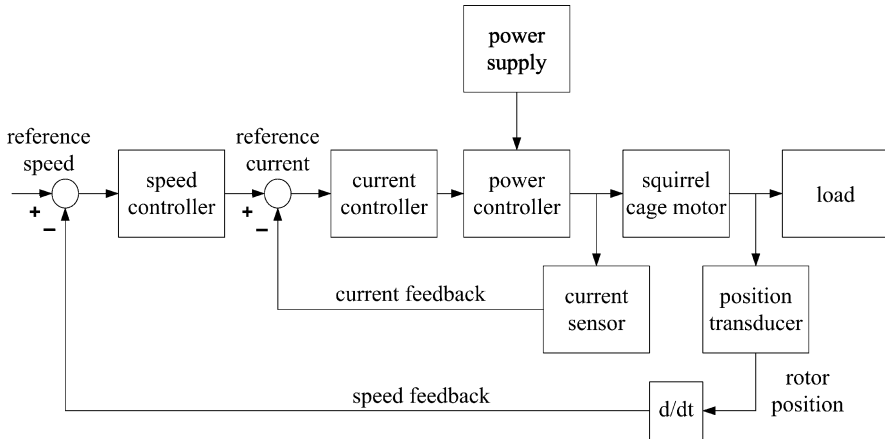 power
supply
reference
speed
reference
current
speed
controller
current
controller
power
controller
squirrel
cage motor
load
+
−
+
−
current feedback
current
sensor
position
transducer
speed feedback
d/dt
rotor
position